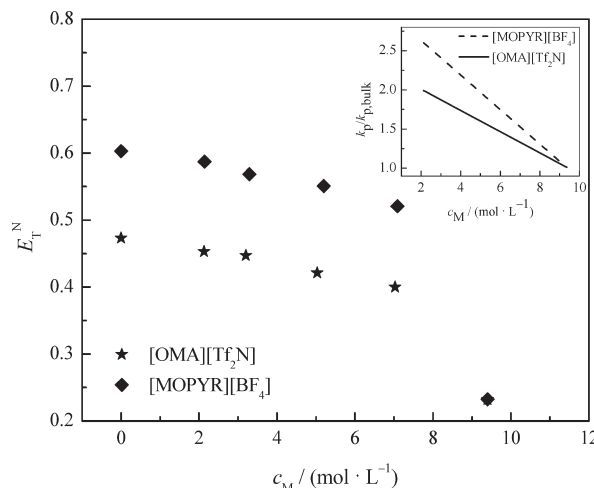 0.8
0.7
0.6
0.5
0.4
0.3
0.2
E_T^N
0 2 4 6 8 10 12
c_M / (mol · L⁻¹)
[OMA][Tf₂N]
[MOPYR][BF₄]
[MOPYR][BF₄]
[OMA][Tf₂N]
2.5
2.0
1.5
1.0
k_p/k_p,bulk
2 4 6 8 10
c_M / (mol · L⁻¹)